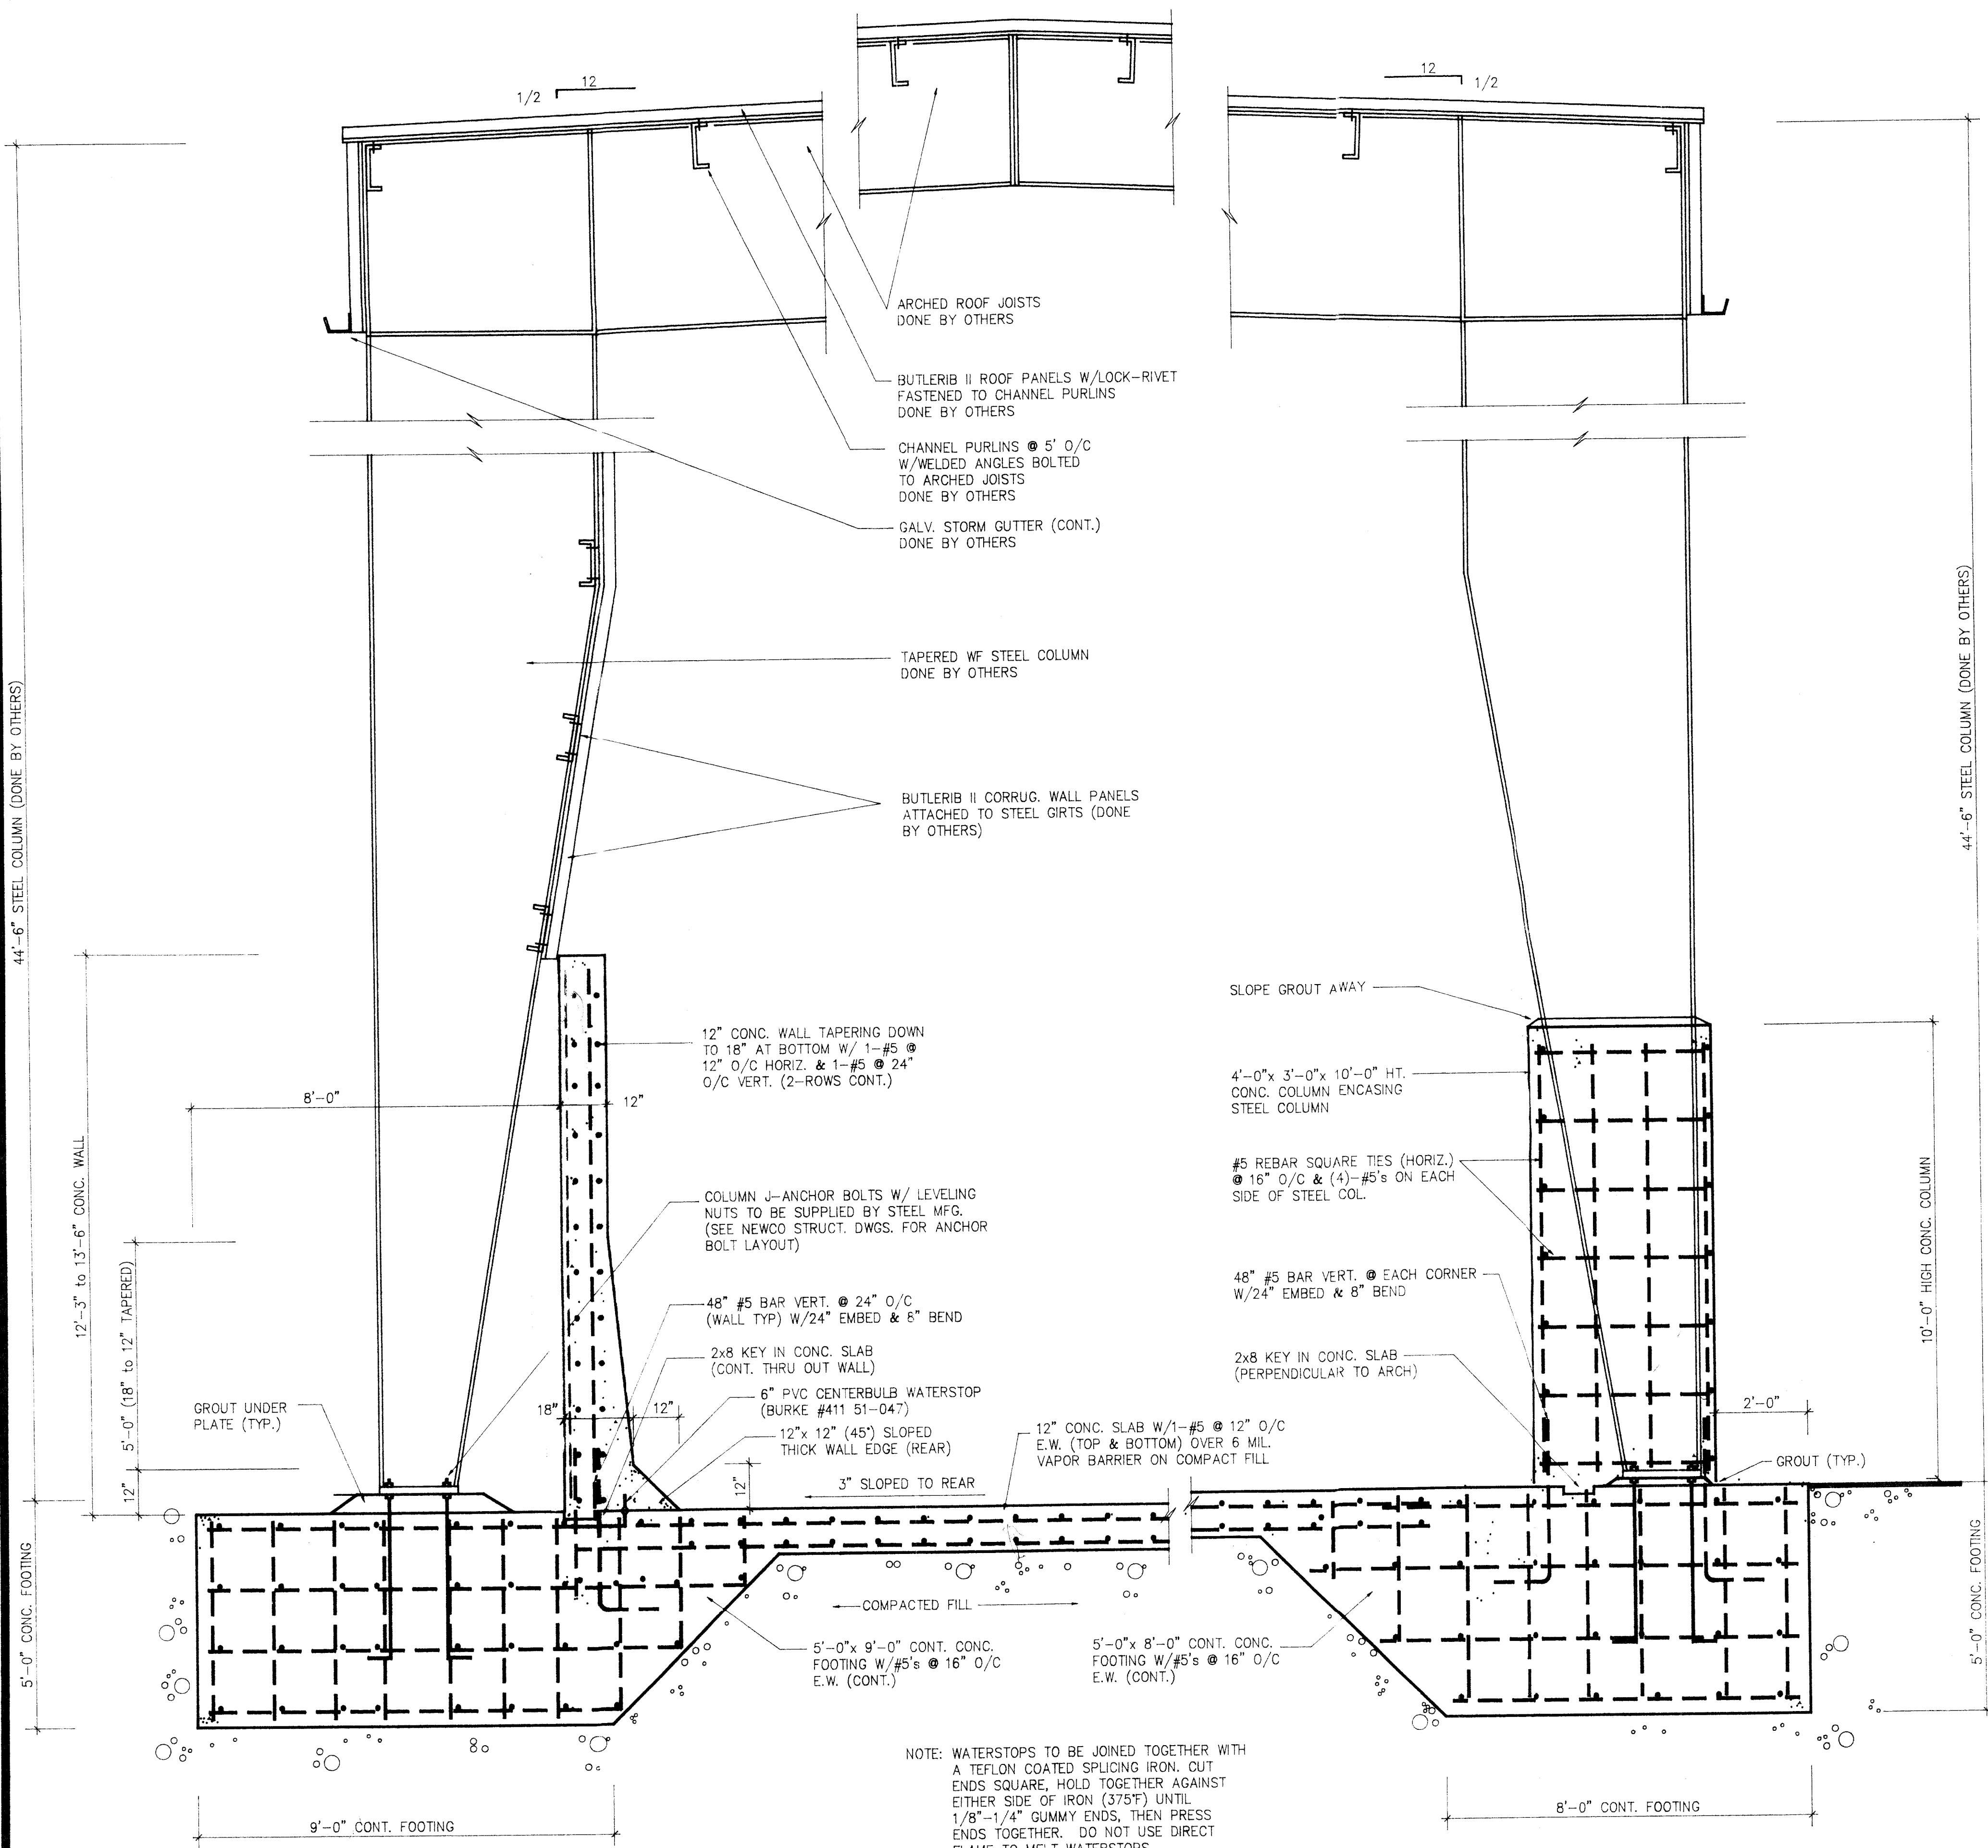 12
1/2
12
1/2
ARCHED ROOF JOISTS
DONE BY OTHERS
BUTLERIB II ROOF PANELS W/LOCK-RIVET
FASTENED TO CHANNEL PURLINS
DONE BY OTHERS
CHANNEL PURLINS @ 5' O/C
W/WELDED ANGLES BOLTED
TO ARCHED JOISTS
DONE BY OTHERS
GALV. STORM GUTTER (CONT.)
DONE BY OTHERS
TAPERED WF STEEL COLUMN
DONE BY OTHERS
BUTLERIB II CORRUG. WALL PANELS
ATTACHED TO STEEL GIRTS (DONE
BY OTHERS)
44'-6" STEEL COLUMN (DONE BY OTHERS)
44'-6" STEEL COLUMN (DONE BY OTHERS)
12'-3" to 13'-6" CONC. WALL
5'-0" (18" to 12" TAPERED)
12"
5'-0" CONC. FOOTING
8'-0"
12"
12" CONC. WALL TAPERING DOWN
TO 18" AT BOTTOM W/ 1-#5 @
12" O/C HORIZ. & 1-#5 @ 24"
O/C VERT. (2-ROWS CONT.)
COLUMN J-ANCHOR BOLTS W/ LEVELING
NUTS TO BE SUPPLIED BY STEEL MFG.
(SEE NEWCO STRUCT. DWGS. FOR ANCHOR
BOLT LAYOUT)
48" #5 BAR VERT. @ 24" O/C
(WALL TYP) W/24" EMBED & 8" BEND
2x8 KEY IN CONC. SLAB
(CONT. THRU OUT WALL)
6" PVC CENTERBULB WATERSTOP
(BURKE #411 51-047)
12"x 12" (45°) SLOPED
THICK WALL EDGE (REAR)
18"
12"
12"
GROUT UNDER
PLATE (TYP.)
3" SLOPED TO REAR
12" CONC. SLAB W/1-#5 @ 12" O/C
E.W. (TOP & BOTTOM) OVER 6 MIL.
VAPOR BARRIER ON COMPACT FILL
SLOPE GROUT AWAY
4'-0"x 3'-0"x 10'-0" HT.
CONC. COLUMN ENCASING
STEEL COLUMN
#5 REBAR SQUARE TIES (HORIZ.)
@ 16" O/C & (4)-#5's ON EACH
SIDE OF STEEL COL.
48" #5 BAR VERT. @ EACH CORNER
W/24" EMBED & 8" BEND
2x8 KEY IN CONC. SLAB
(PERPENDICULAR TO ARCH)
10'-0" HIGH CONC. COLUMN
2'-0"
GROUT (TYP.)
5'-0" CONC. FOOTING
COMPACTED FILL
5'-0"x 9'-0" CONT. CONC.
FOOTING W/#5's @ 16" O/C
E.W. (CONT.)
5'-0"x 8'-0" CONT. CONC.
FOOTING W/#5's @ 16" O/C
E.W. (CONT.)
NOTE: WATERSTOPS TO BE JOINED TOGETHER WITH
A TEFLON COATED SPLICING IRON. CUT
ENDS SQUARE, HOLD TOGETHER AGAINST
EITHER SIDE OF IRON (375°F) UNTIL
1/8"-1/4" GUMMY ENDS, THEN PRESS
ENDS TOGETHER. DO NOT USE DIRECT
FLAME TO MELT WATERSTOPS
9'-0" CONT. FOOTING
8'-0" CONT. FOOTING